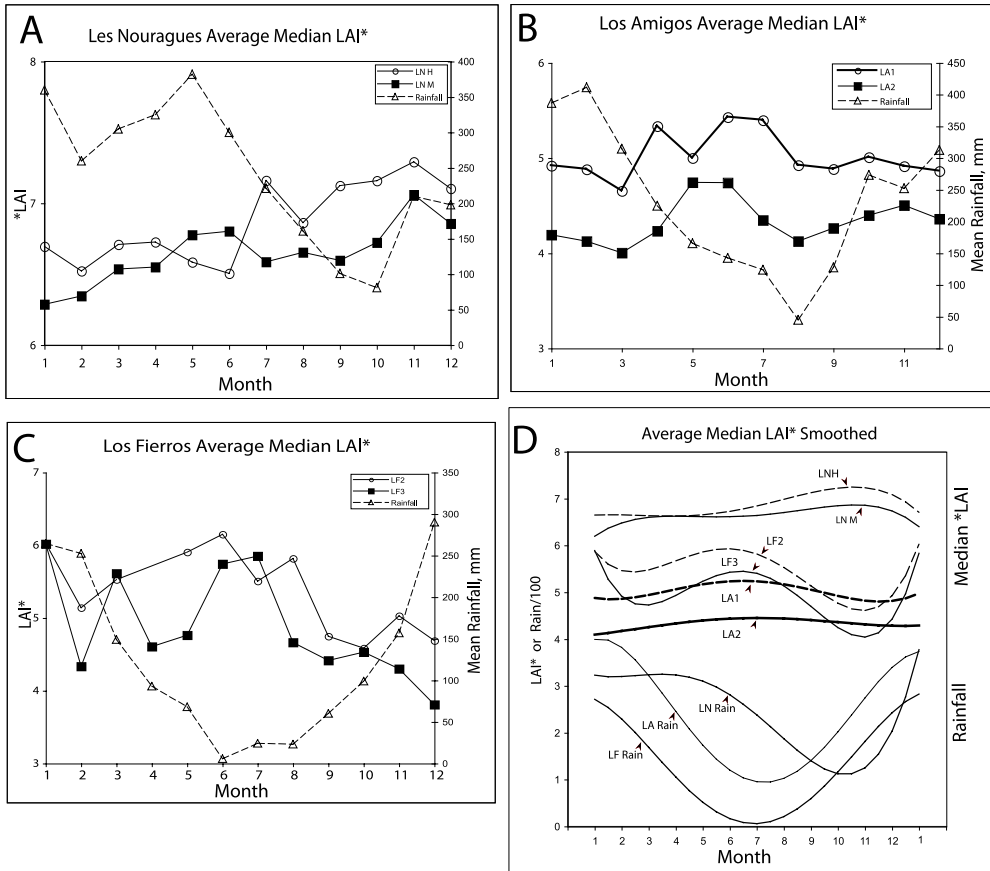 A
Les Nouragues Average Median LAI*
*LAI
8
7
6
LN H
LN M
Rainfall
400
350
300
250
200
150
100
50
0
1 2 3 4 5 6 7 8 9 10 11 12
Month
B
Los Amigos Average Median LAI*
6
5
4
3
LA1
LA2
Rainfall
450
400
350
300
250
200
150
100
50
0
Mean Rainfall, mm
1 3 5 7 9 11
Month
C
Los Fierros Average Median LAI*
LAI*
7
6
5
4
3
LF2
LF3
Rainfall
350
300
250
200
150
100
50
0
Mean Rainfall, mm
1 2 3 4 5 6 7 8 9 10 11 12
Month
D
Average Median LAI* Smoothed
LAI* or Rain/100
8
7
6
5
4
3
2
1
0
LNH
LN M
LF2
LF3
LA1
LA2
LN Rain
LA Rain
LF Rain
Median *LAI
Rainfall
1 2 3 4 5 6 7 8 9 10 11 12 1
Month